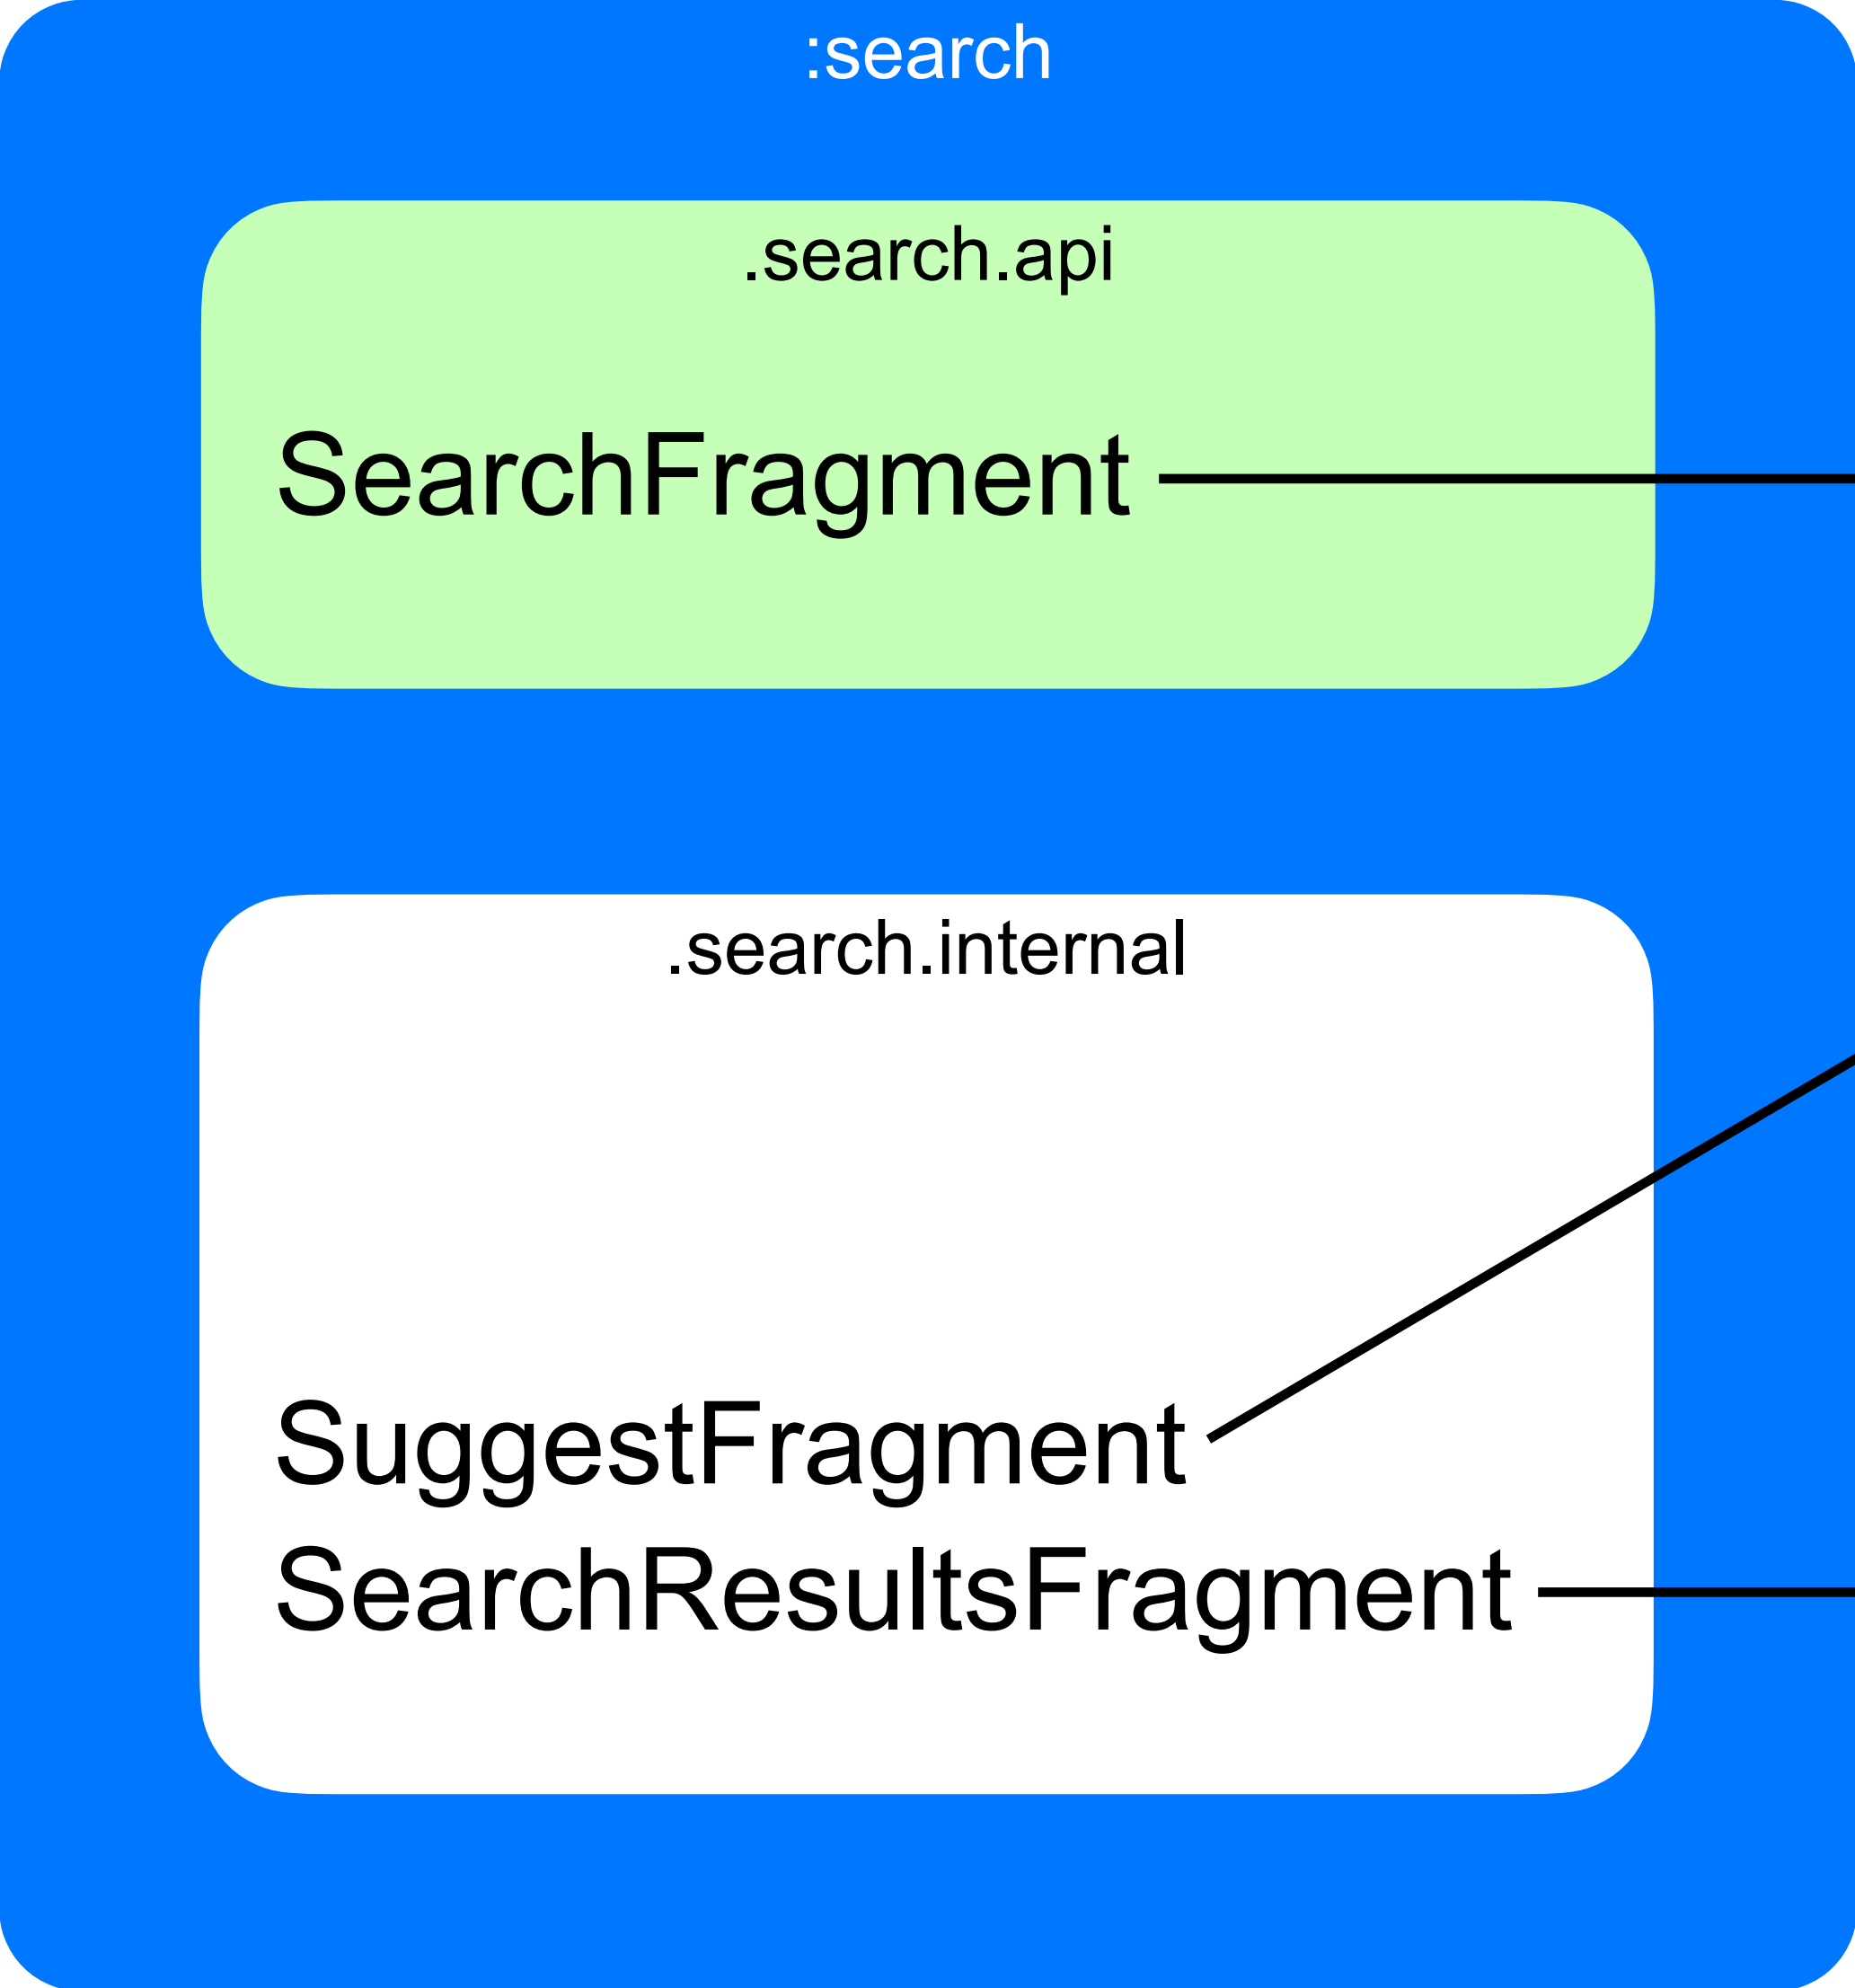 :search
.search.api
SearchFragment
.search.internal
SuggestFragment
SearchResultsFragment